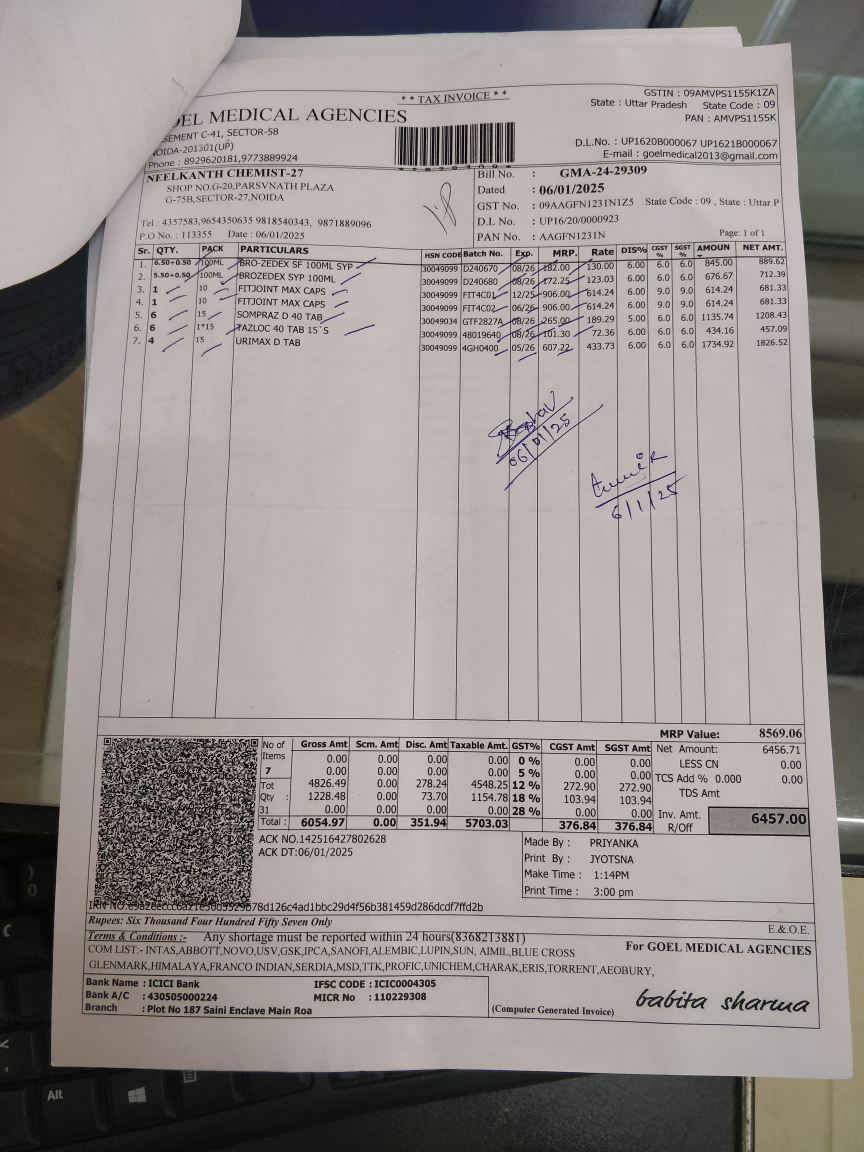 * * TAX INVOICE * *
GSTIN : 09AMVPS1155K1ZA
State : Uttar Pradesh State Code : 09
PAN : AMVPS1155K
D.L.No. : UP1620B000067 UP1621B000067
E-mail : goelmedical2013@gmail.com
OEL MEDICAL AGENCIES
SEMENT C-41, SECTOR-58
NOIDA-201301(UP)
Phone : 8929620181,9773889924
NEELKANTH CHEMIST-27
SHOP NO.G-20,PARSVNATH PLAZA
G-75B,SECTOR-27,NOIDA
Tel : 4357583,9654350635 9818540343, 9871889096
P.O No. : 113355 Date : 06/01/2025
Bill No. : GMA-24-29309
Dated : 06/01/2025
GST No. : 09AAGFN1231N1Z5 State Code : 09 , State : Uttar P
D.L No. : UP16/20/0000923
PAN No. : AAGFN1231N
Page: 1 of 1
Sr. QTY. PACK PARTICULARS HSN CODE Batch No. Exp. MRP. Rate DIS% CGST % SGST % AMOUN NET AMT.
1. 6.50+0.50 100ML BRO-ZEDEX SF 100ML SYP 30049099 D240670 08/26 182.00 130.00 6.00 6.0 6.0 845.00 889.62
2. 5.50+0.50 100ML BROZEDEX SYP 100ML 30049099 D240680 08/26 172.25 123.03 6.00 6.0 6.0 676.67 712.39
3. 1 10 FITJOINT MAX CAPS 30049099 FIT4C01 12/25 906.00 614.24 6.00 9.0 9.0 614.24 681.33
4. 1 10 FITJOINT MAX CAPS 30049099 FIT4C02 06/26 906.00 614.24 6.00 9.0 9.0 614.24 681.33
5. 6 15 SOMPRAZ D 40 TAB 30049034 GTF2827A 08/26 265.00 189.29 5.00 6.0 6.0 1135.74 1208.43
6. 6 1*15 TAZLOC 40 TAB 15`S 30049099 48019640 08/26 101.30 72.36 6.00 6.0 6.0 434.16 457.09
7. 4 15 URIMAX D TAB 30049099 4GH0400 05/26 607.22 433.73 6.00 6.0 6.0 1734.92 1826.52
06/01/25
6/1/25
MRP Value: 8569.06
No of Items 7 Tot Qty : 31
Gross Amt Scm. Amt Disc. Amt Taxable Amt. GST% CGST Amt SGST Amt
0.00 0.00 0.00 0.00 0 % 0.00 0.00
0.00 0.00 0.00 0.00 5 % 0.00 0.00
4826.49 0.00 278.24 4548.25 12 % 272.90 272.90
1228.48 0.00 73.70 1154.78 18 % 103.94 103.94
0.00 0.00 0.00 0.00 28 % 0.00 0.00
Total : 6054.97 0.00 351.94 5703.03 376.84 376.84
Net Amount: 6456.71
LESS CN 0.00
TCS Add % 0.000 0.00
TDS Amt
Inv. Amt. 6457.00
R/Off
ACK NO.142516427802628
ACK DT:06/01/2025
Made By : PRIYANKA
Print By : JYOTSNA
Make Time : 1:14PM
Print Time : 3:00 pm
Rupees: Six Thousand Four Hundred Fifty Seven Only
E.&O.E.
Terms & Conditions :- Any shortage must be reported within 24 hours(8368213881)
COM LIST:- INTAS,ABBOTT,NOVO,USV,GSK,IPCA,SANOFI,ALEMBIC,LUPIN,SUN, AIMIL,BLUE CROSS
GLENMARK,HIMALAYA,FRANCO INDIAN,SERDIA,MSD,TTK,PROFIC,UNICHEM,CHARAK,ERIS,TORRENT,AEOBURY,
For GOEL MEDICAL AGENCIES
Bank Name : ICICI Bank IFSC CODE : ICIC0004305
Bank A/C : 430505000224 MICR No : 110229308
Branch : Plot No 187 Saini Enclave Main Roa
(Computer Generated Invoice)
babita sharma
Alt